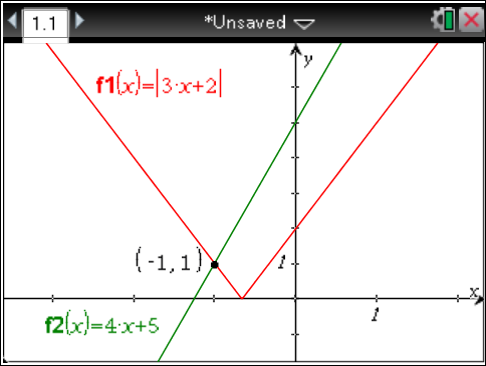 1.1
*Unsaved
y
f1(x)=|3·x+2|
(-1,1)
1
x
1
f2(x)=4·x+5